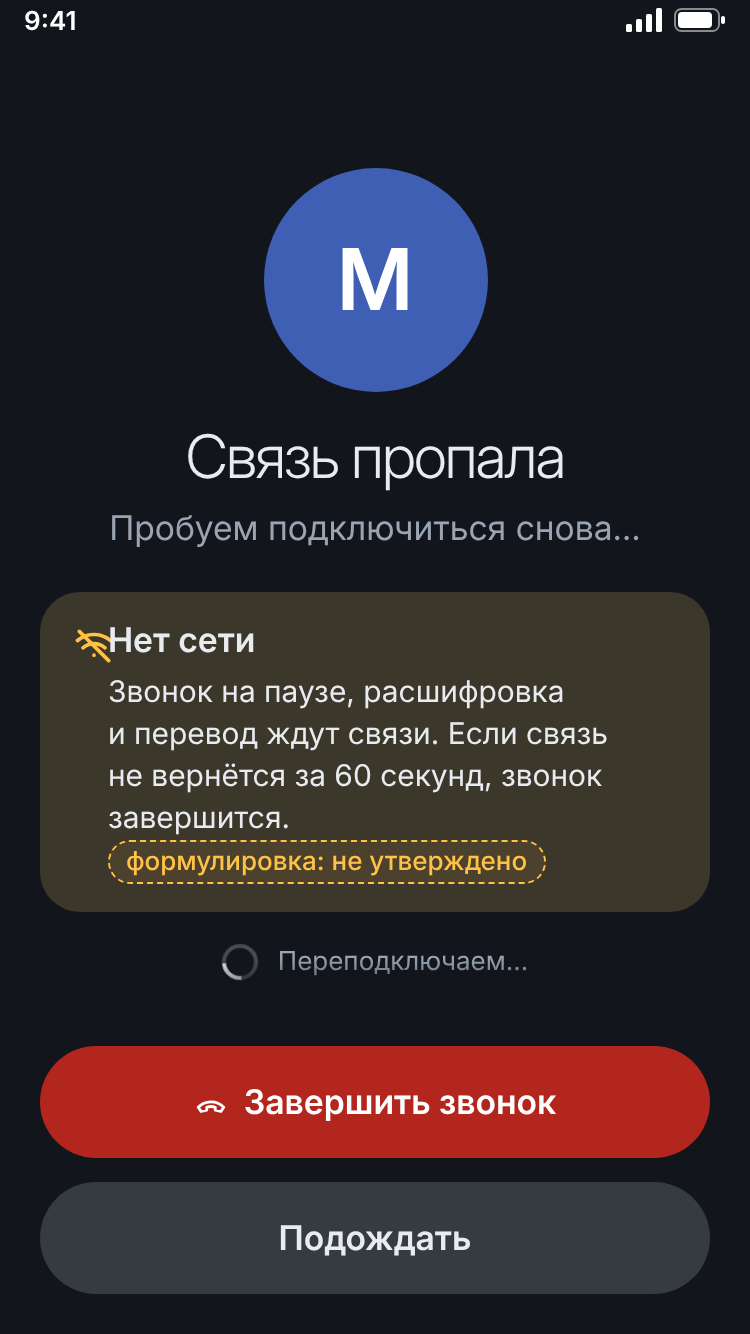 9:41
М
Связь пропала
Пробуем подключиться снова...
Нет сети
Звонок на паузе, расшифровка
и перевод ждут связи. Если связь
не вернётся за 60 секунд, звонок
завершится.
формулировка: не утверждено
Переподключаем...
Завершить звонок
Подождать